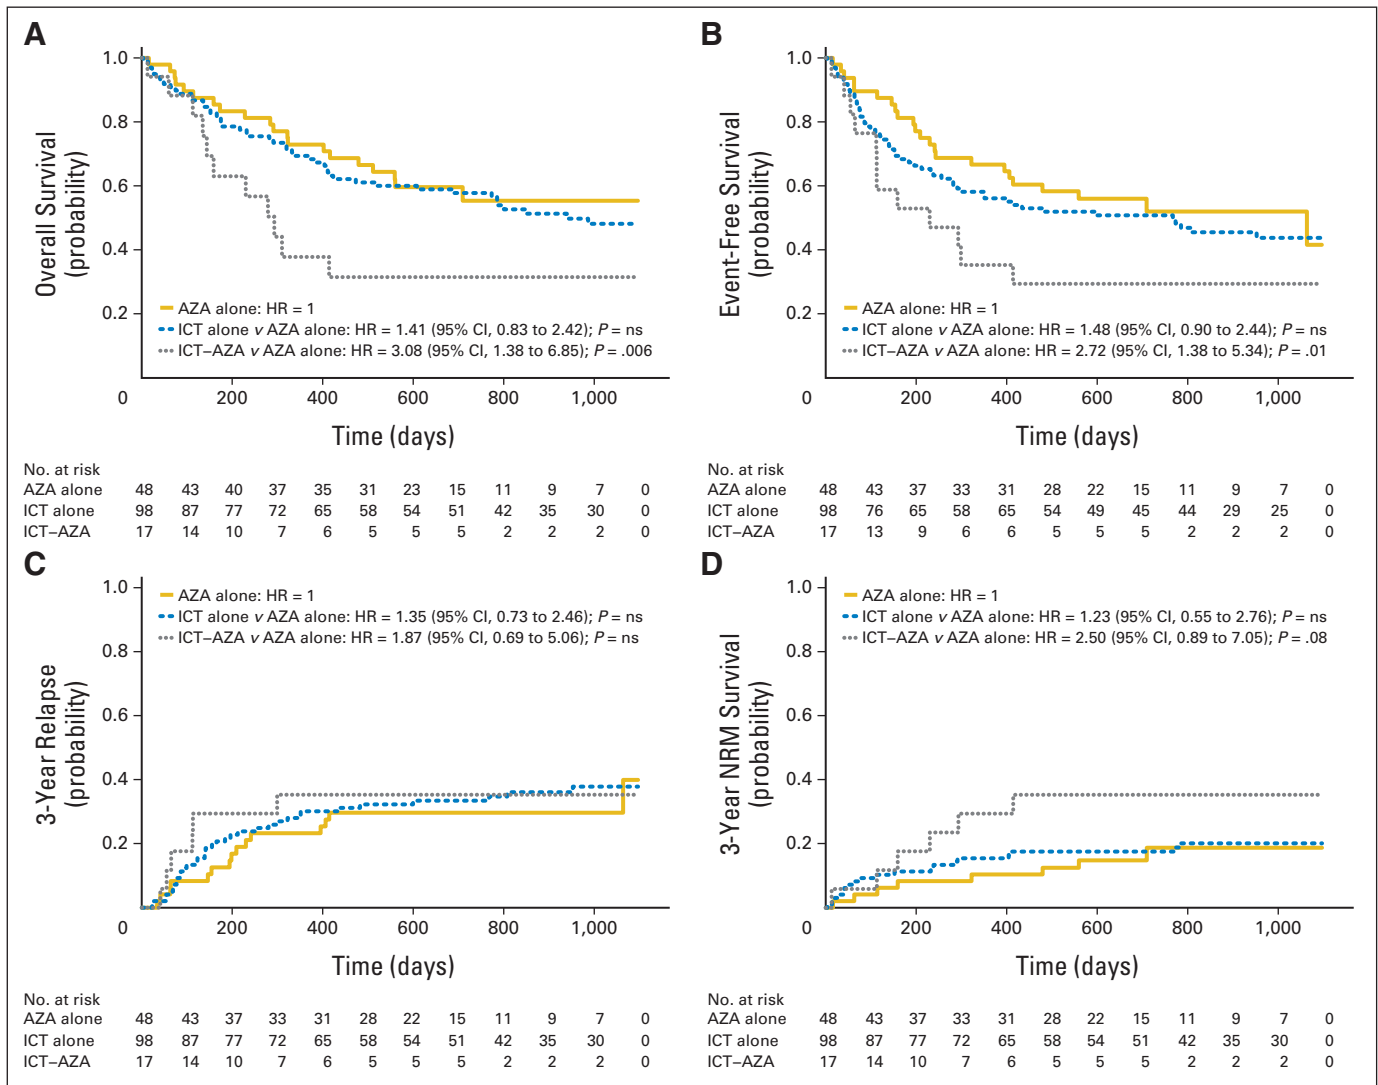 A
Overall Survival
(probability)
1.0
0.8
0.6
0.4
0.2
AZA alone: HR = 1
ICT alone v AZA alone: HR = 1.41 (95% CI, 0.83 to 2.42); P = ns
ICT–AZA v AZA alone: HR = 3.08 (95% CI, 1.38 to 6.85); P = .006
0 200 400 600 800 1,000
Time (days)
No. at risk
AZA alone 48 43 40 37 35 31 23 15 11 9 7 0
ICT alone 98 87 77 72 65 58 54 51 42 35 30 0
ICT–AZA 17 14 10 7 6 5 5 5 2 2 2 0
B
Event-Free Survival
(probability)
1.0
0.8
0.6
0.4
0.2
AZA alone: HR = 1
ICT alone v AZA alone: HR = 1.48 (95% CI, 0.90 to 2.44); P = ns
ICT–AZA v AZA alone: HR = 2.72 (95% CI, 1.38 to 5.34); P = .01
0 200 400 600 800 1,000
Time (days)
No. at risk
AZA alone 48 43 37 33 31 28 22 15 11 9 7 0
ICT alone 98 76 65 58 65 54 49 45 44 29 25 0
ICT–AZA 17 13 9 6 6 5 5 5 2 2 2 0
C
3-Year Relapse
(probability)
1.0
0.8
0.6
0.4
0.2
AZA alone: HR = 1
ICT alone v AZA alone: HR = 1.35 (95% CI, 0.73 to 2.46); P = ns
ICT–AZA v AZA alone: HR = 1.87 (95% CI, 0.69 to 5.06); P = ns
0 200 400 600 800 1,000
Time (days)
No. at risk
AZA alone 48 43 37 33 31 28 22 15 11 9 7 0
ICT alone 98 87 77 72 65 58 54 51 42 35 30 0
ICT–AZA 17 14 10 7 6 5 5 5 2 2 2 0
D
3-Year NRM Survival
(probability)
1.0
0.8
0.6
0.4
0.2
AZA alone: HR = 1
ICT alone v AZA alone: HR = 1.23 (95% CI, 0.55 to 2.76); P = ns
ICT–AZA v AZA alone: HR = 2.50 (95% CI, 0.89 to 7.05); P = .08
0 200 400 600 800 1,000
Time (days)
No. at risk
AZA alone 48 43 37 33 31 28 22 15 11 9 7 0
ICT alone 98 87 77 72 65 58 54 51 42 35 30 0
ICT–AZA 17 14 10 7 6 5 5 5 2 2 2 0